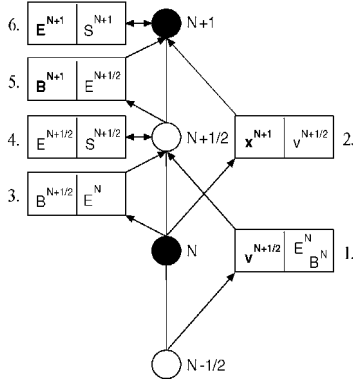 6. E^N+1 S^N+1 N+1
5. B^N+1 E^N+1/2
4. E^N+1/2 S^N+1/2 N+1/2 x^N+1 v^N+1/2 2.
3. B^N+1/2 E^N
N v^N+1/2 E^N B^N 1.
N-1/2